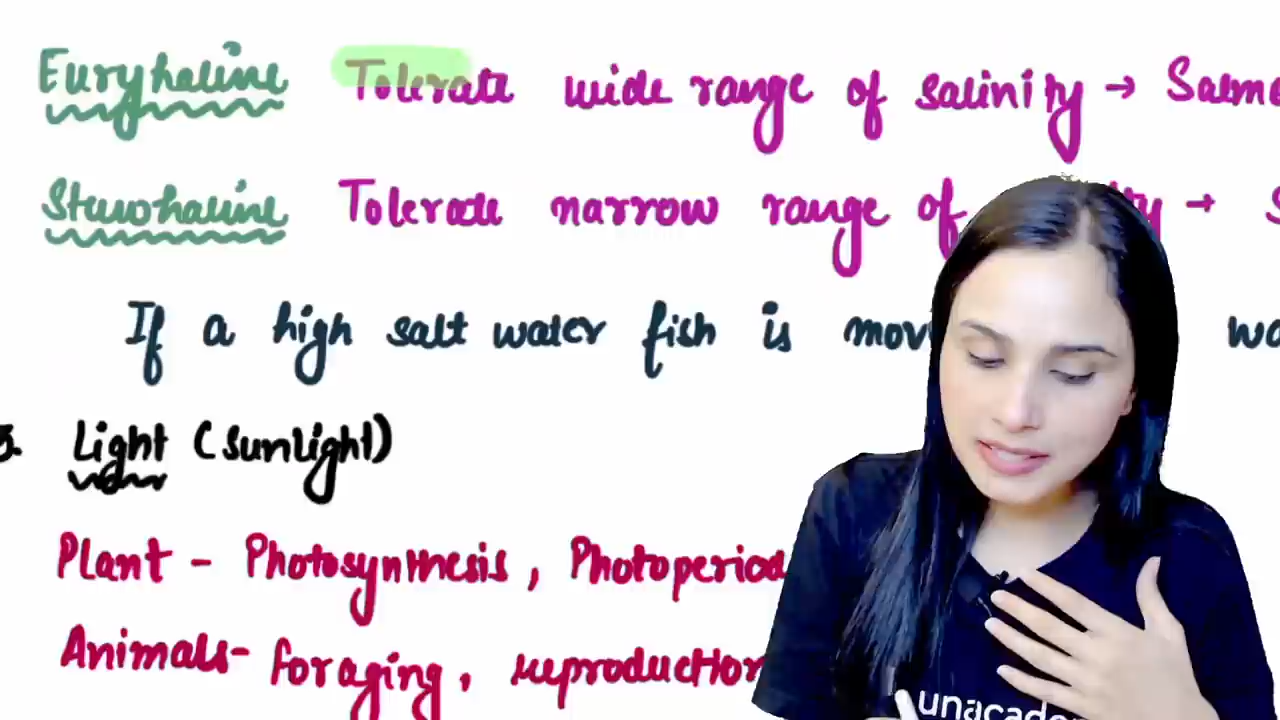 Euryhaline Tolerate wide range of salinity → Salmo
Stenohaline Tolerate narrow range of →
If a high salt water fish is mov wa
3. Light (Sunlight)
Plant - Photosynthesis, Photoperiod
Animals- foraging, reproduction
unacade